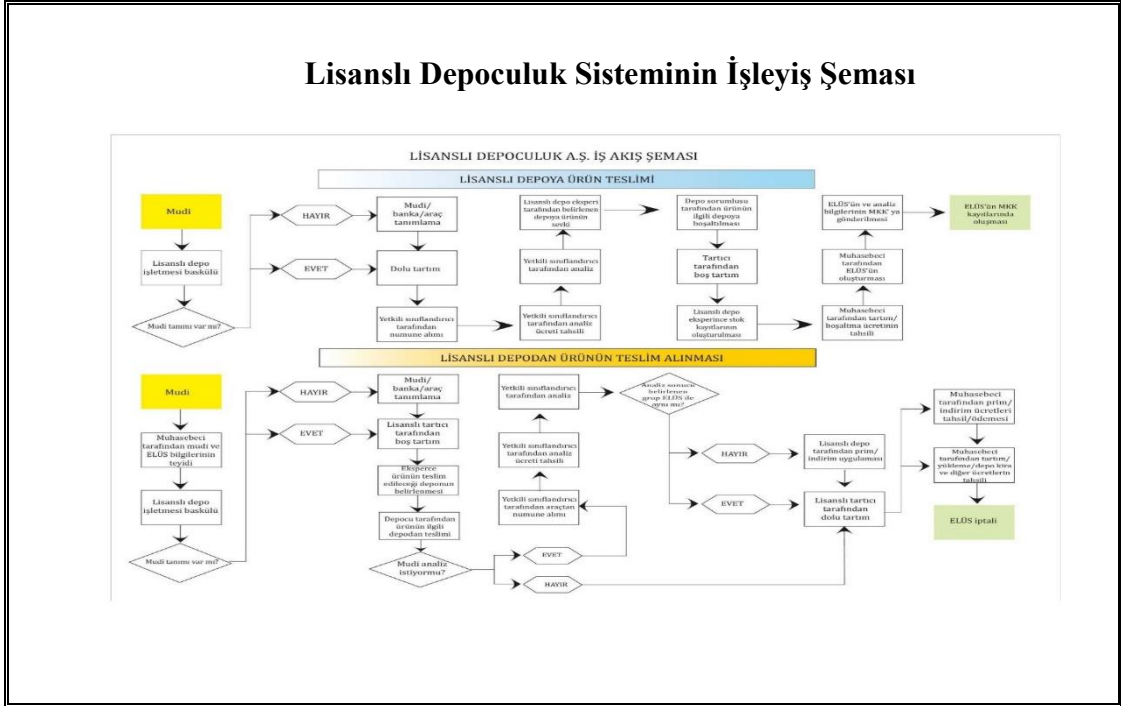 Lisanslı Depoculuk Sisteminin İşleyiş Şeması
LİSANSLI DEPOCULUK A.Ş. İŞ AKIŞ ŞEMASI
LİSANSLI DEPOYA ÜRÜN TESLİMİ
Mudi
Lisanslı depo
işletmesi baskülü
Mudi tanımı var mı?
HAYIR
EVET
Mudi/
banka/araç
tanımlama
Dolu tartım
Yetkili sınıflandırıcı
tarafından
numune alımı
Yetkili sınıflandırıcı
tarafından analiz
ücreti tahsili
Yetkili sınıflandırıcı
tarafından analiz
Lisanslı depo eksperi
tarafından belirlenen
depoya ürünün
sevki
Depo sorumlusu
tarafından ürünün
ilgili depoya
boşaltılması
Tartıcı
tarafından
boş tartım
Lisanslı depo
eksperince stok
kayıtlarının
oluşturulması
Muhasebeci
tarafından tartım/
boşaltma ücretinin
tahsili
Muhasebeci
tarafından
ELÜS'ün
oluşturması
ELÜS'ün ve analiz
bilgilerinin MKK' ya
gönderilmesi
ELÜS'ün MKK
kayıtlarında
oluşması
LİSANSLI DEPODAN ÜRÜNÜN TESLİM ALINMASI
Mudi
Muhasebeci
tarafından mudi ve
ELÜS bilgilerinin
teyidi
Lisanslı depo
işletmesi baskülü
Mudi tanımı var mı?
HAYIR
EVET
Mudi/
banka/araç
tanımlama
Lisanslı tartıcı
tarafından
boş tartım
Eksperce
ürünün teslim
edileceği deponun
belirlenmesi
Depocu tarafından
ürünün ilgili
depodan teslimi
Mudi analiz
istiyormu?
EVET
HAYIR
Yetkili sınıflandırıcı
tarafından araçtan
numune alımı
Yetkili sınıflandırıcı
tarafından analiz
ücreti tahsili
Yetkili sınıflandırıcı
tarafından analiz
Analiz sonucu
belirlenen
grup ELÜS ile
aynı mı?
HAYIR
EVET
Lisanslı depo
tarafından prim/
indirim uygulaması
Lisanslı tartıcı
tarafından
dolu tartım
Muhasebeci
tarafından prim/
indirim ücretleri
tahsil/ödemesi
Muhasebeci
tarafından tartım/
yükleme/depo kira
ve diğer ücretlerin
tahsili
ELÜS iptali